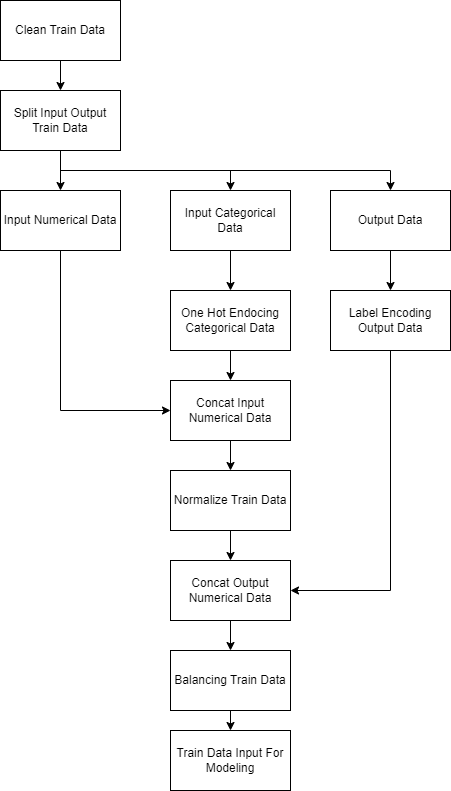 Clean Train Data
Split Input Output
Train Data
Input Numerical Data
Input Categorical
Data
Output Data
One Hot Endocing
Categorical Data
Label Encoding
Output Data
Concat Input
Numerical Data
Normalize Train Data
Concat Output
Numerical Data
Balancing Train Data
Train Data Input For
Modeling